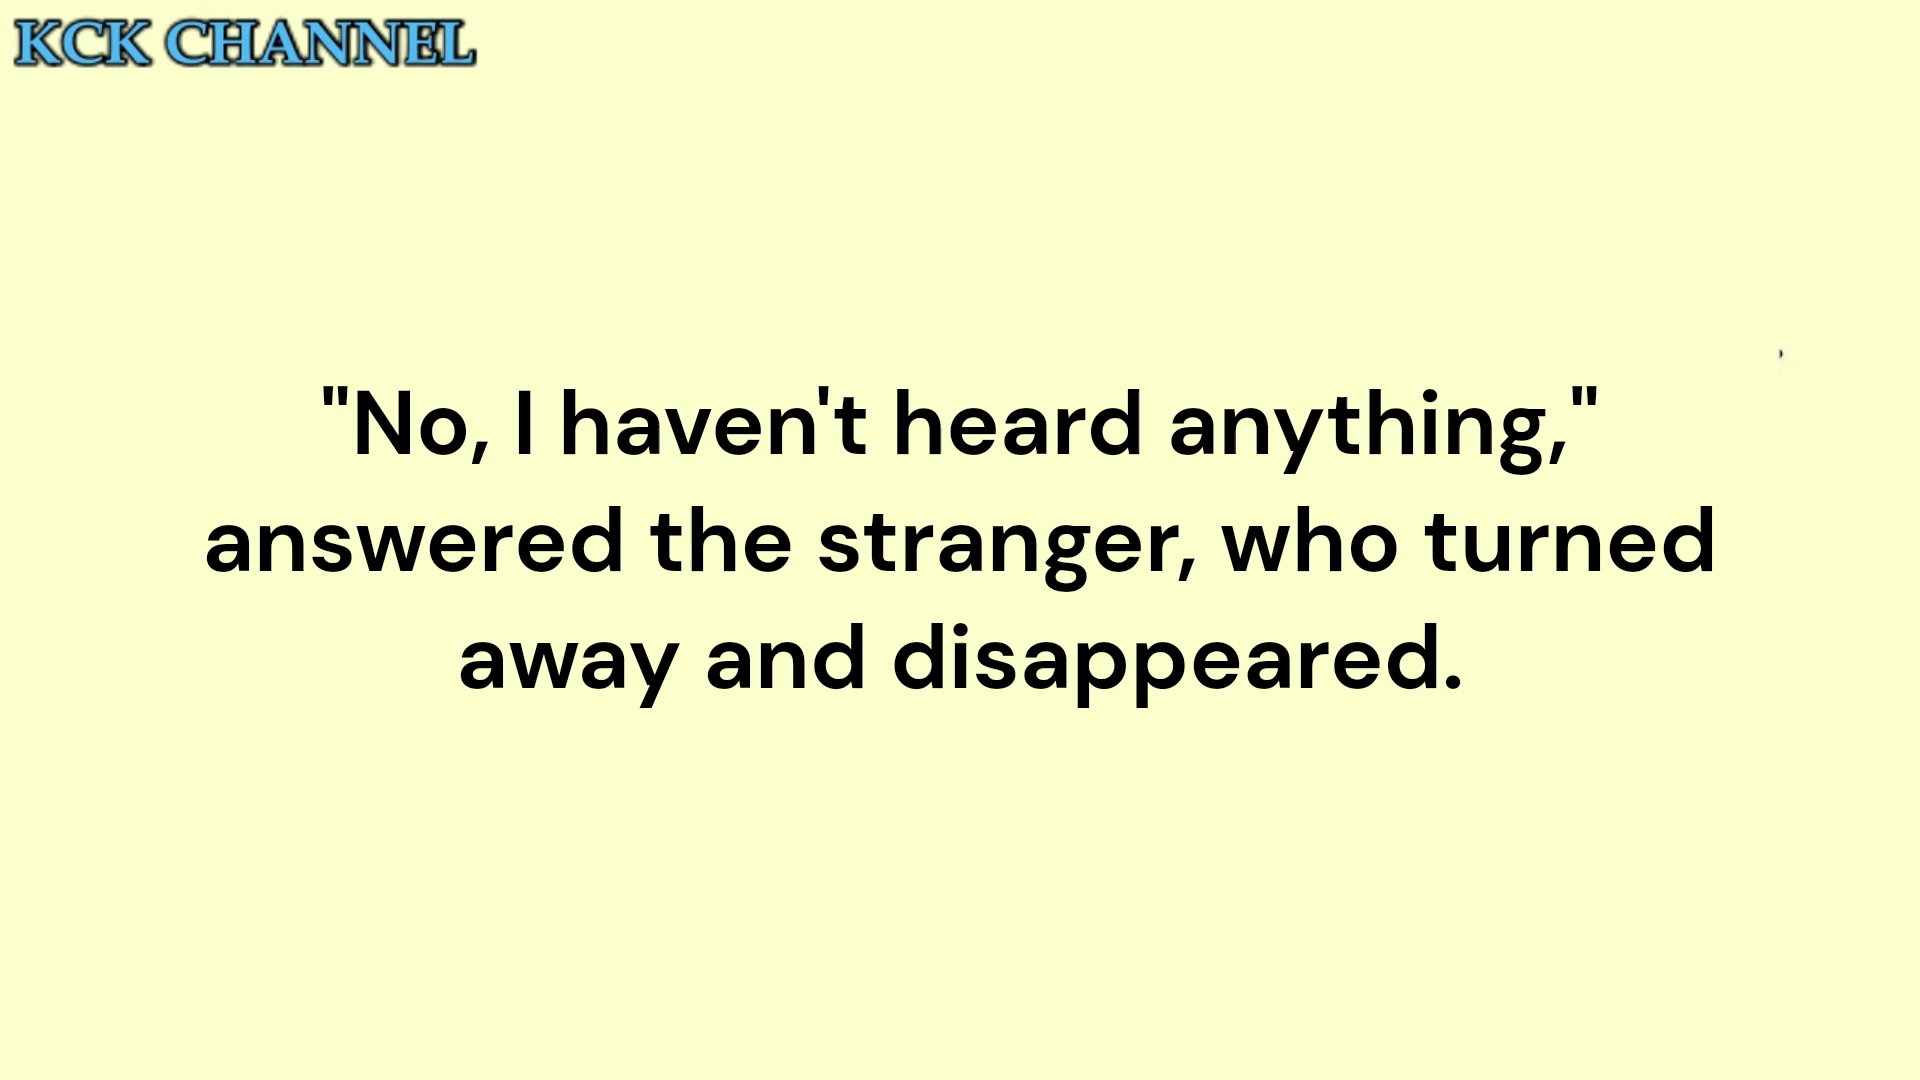 KCK CHANNEL
"No, I haven't heard anything,"
answered the stranger, who turned
away and disappeared.